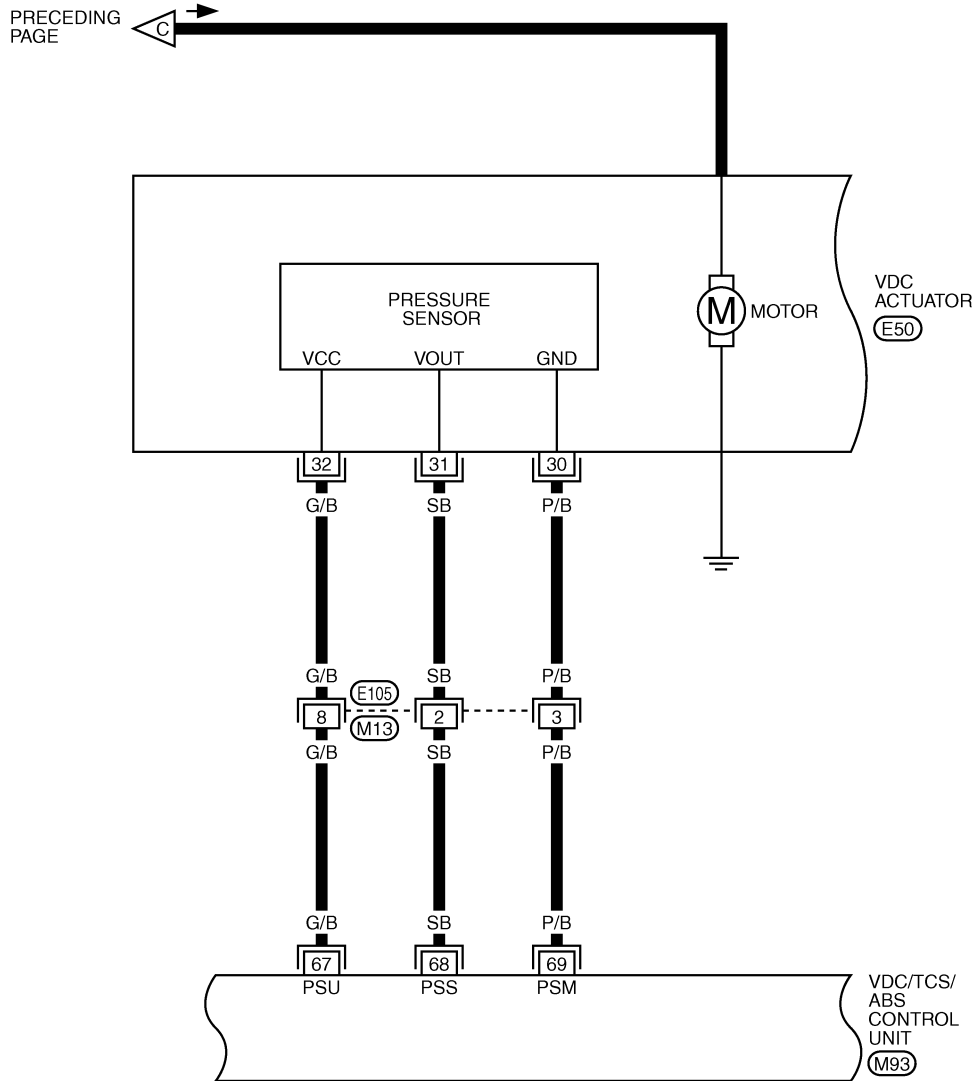 PRECEDING
PAGE
C
PRESSURE
SENSOR
VCC VOUT GND
M MOTOR
VDC
ACTUATOR
E50
32 31 30
G/B SB P/B
G/B SB P/B
E105
8 2 3
M13
G/B SB P/B
G/B SB P/B
67 68 69
PSU PSS PSM
VDC/TCS/
ABS
CONTROL
UNIT
M93